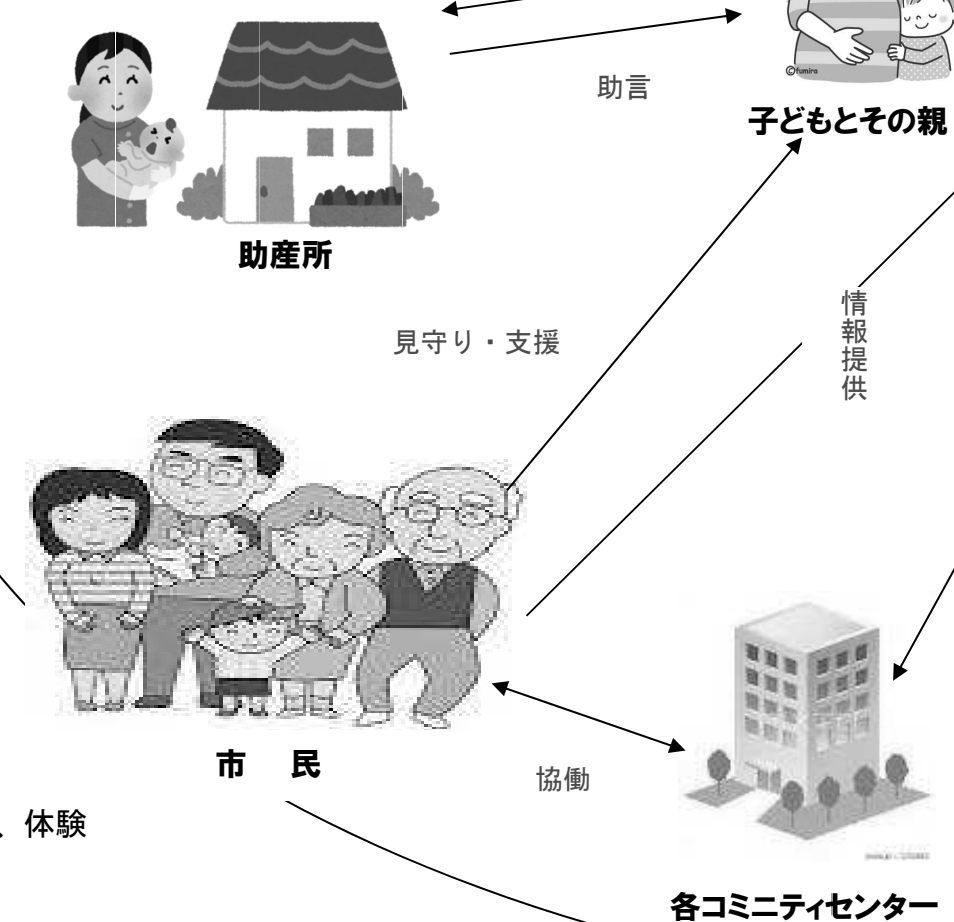 ©fumira
助言
子どもとその親
助産所
見守り・支援
情報提供
市 民
協働
、体験
各コミニティセンター